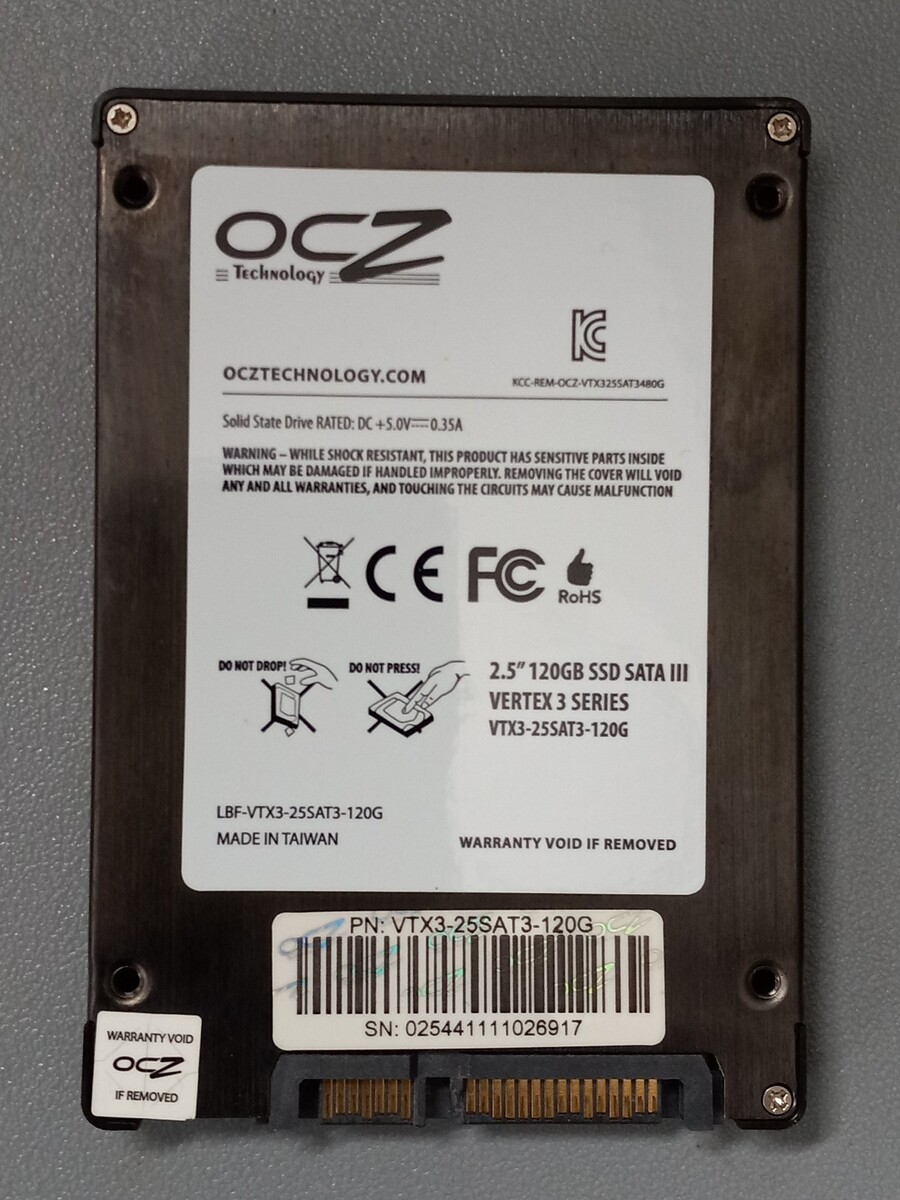 OCZ
Technology
KC
OCZTECHNOLOGY.COM
KCC-REM-OCZ-VTX325SAT3480G
Solid State Drive RATED: DC +5.0V⎓0.35A
WARNING – WHILE SHOCK RESISTANT, THIS PRODUCT HAS SENSITIVE PARTS INSIDE
WHICH MAY BE DAMAGED IF HANDLED IMPROPERLY. REMOVING THE COVER WILL VOID
ANY AND ALL WARRANTIES, AND TOUCHING THE CIRCUITS MAY CAUSE MALFUNCTION
CE FC RoHS
DO NOT DROP! DO NOT PRESS!
2.5” 120GB SSD SATA III
VERTEX 3 SERIES
VTX3-25SAT3-120G
LBF-VTX3-25SAT3-120G
MADE IN TAIWAN
WARRANTY VOID IF REMOVED
PN: VTX3-25SAT3-120G
SN: 025441111026917
WARRANTY VOID
OCZ
IF REMOVED